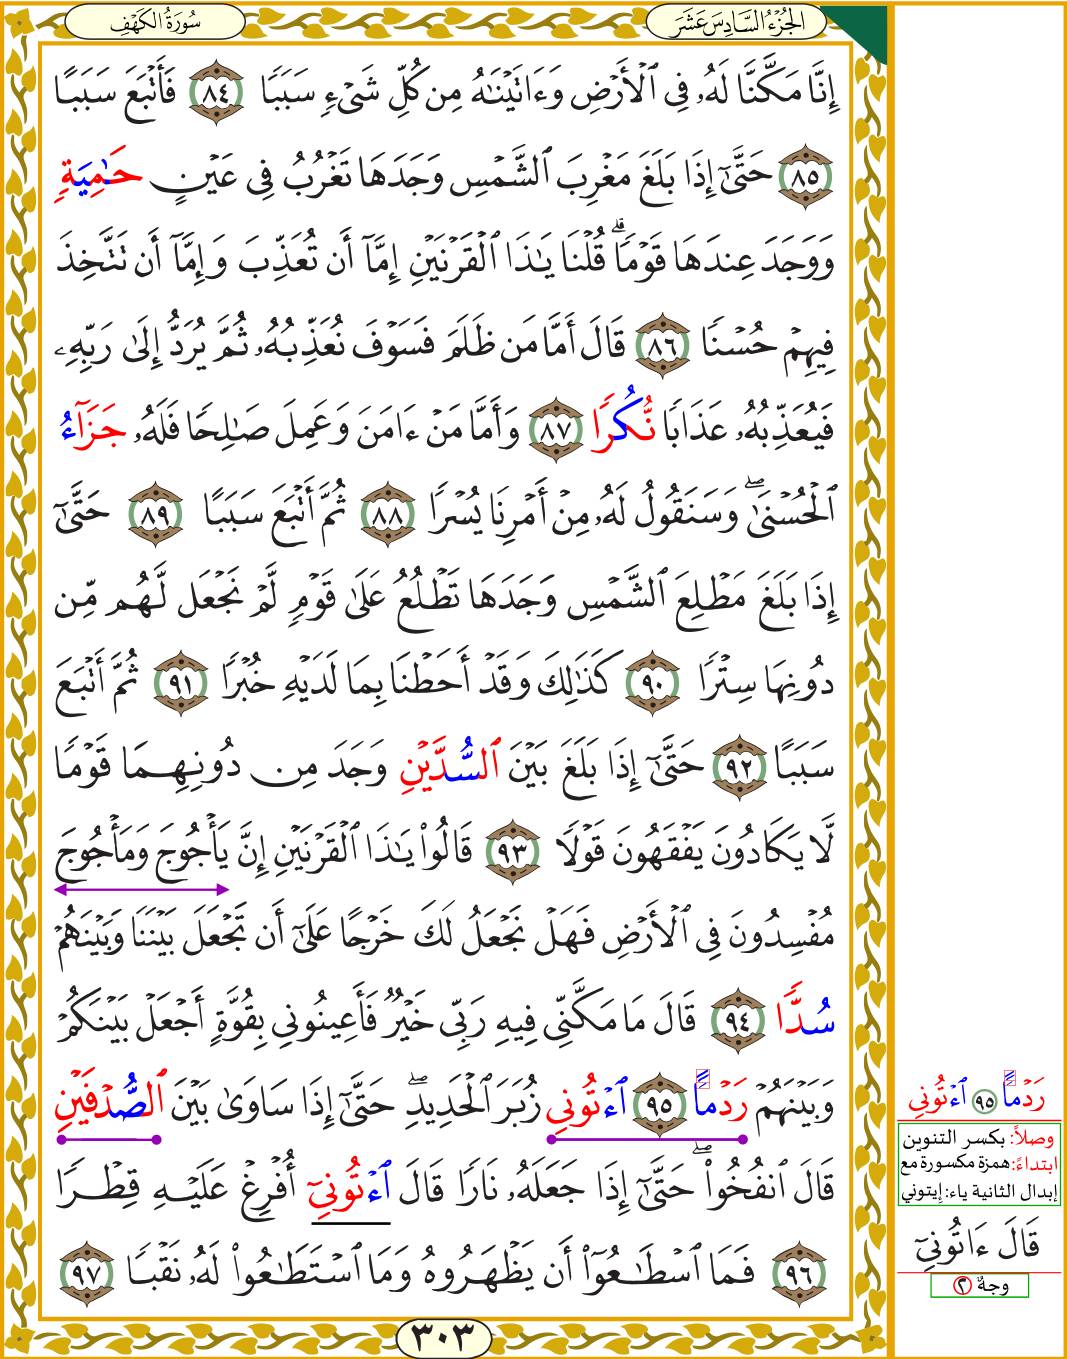 سُورَةُ الكَهْفِ
الجُزْءُ السَّادِسَ عَشَرَ
إِنَّا مَكَّنَّا لَهُۥ فِي ٱلْأَرْضِ وَءَاتَيْنَٰهُ مِن كُلِّ شَيْءٖ سَبَبٗا ٨٤ فَأَتْبَعَ سَبَبًا
٨٥ حَتَّىٰٓ إِذَا بَلَغَ مَغْرِبَ ٱلشَّمْسِ وَجَدَهَا تَغْرُبُ فِي عَيْنٍ حَٰمِيَةٖ
وَوَجَدَ عِندَهَا قَوْمٗاۗ قُلْنَا يَٰذَا ٱلْقَرْنَيْنِ إِمَّآ أَن تُعَذِّبَ وَإِمَّآ أَن تَتَّخِذَ
فِيهِمْ حُسْنٗا ٨٦ قَالَ أَمَّا مَن ظَلَمَ فَسَوْفَ نُعَذِّبُهُۥ ثُمَّ يُرَدُّ إِلَىٰ رَبِّهِۦ
فَيُعَذِّبُهُۥ عَذَابٗا نُّكُرٗا ٨٧ وَأَمَّا مَنْ ءَامَنَ وَعَمِلَ صَٰلِحٗا فَلَهُۥ جَزَآءُ
ٱلْحُسْنَىٰۖ وَسَنَقُولُ لَهُۥ مِنْ أَمْرِنَا يُسْرٗا ٨٨ ثُمَّ أَتْبَعَ سَبَبًا ٨٩ حَتَّىٰٓ
إِذَا بَلَغَ مَطْلِعَ ٱلشَّمْسِ وَجَدَهَا تَطْلُعُ عَلَىٰ قَوْمٖ لَّمْ نَجْعَل لَّهُم مِّن
دُونِهَا سِتْرٗا ٩٠ كَذَٰلِكَ وَقَدْ أَحَطْنَا بِمَا لَدَيْهِ خُبْرٗا ٩١ ثُمَّ أَتْبَعَ
سَبَبًا ٩٢ حَتَّىٰٓ إِذَا بَلَغَ بَيْنَ ٱلسُّدَّيْنِ وَجَدَ مِن دُونِهِمَا قَوْمٗا
لَّا يَكَادُونَ يَفْقَهُونَ قَوْلٗا ٩٣ قَالُوا۟ يَٰذَا ٱلْقَرْنَيْنِ إِنَّ يَأْجُوجَ وَمَأْجُوجَ
مُفْسِدُونَ فِي ٱلْأَرْضِ فَهَلْ نَجْعَلُ لَكَ خَرْجًا عَلَىٰٓ أَن تَجْعَلَ بَيْنَنَا وَبَيْنَهُمْ
سُدّٗا ٩٤ قَالَ مَا مَكَّنِّي فِيهِ رَبِّي خَيْرٞ فَأَعِينُونِي بِقُوَّةٍ أَجْعَلْ بَيْنَكُمْ
وَبَيْنَهُمْ رَدْمًا ٩٥ ٱءْتُونِي زُبَرَ ٱلْحَدِيدِۖ حَتَّىٰٓ إِذَا سَاوَىٰ بَيْنَ ٱلصُّدْفَيْنِ
قَالَ ٱنفُخُوا۟ۖ حَتَّىٰٓ إِذَا جَعَلَهُۥ نَارٗا قَالَ ٱءْتُونِيٓ أُفْرِغْ عَلَيْهِ قِطْرٗا
٩٦ فَمَا ٱسْطَٰعُوٓا۟ أَن يَظْهَرُوهُ وَمَا ٱسْتَطَٰعُوا۟ لَهُۥ نَقْبٗا ٩٧
٣٠٣
رَدْمًا ٩٥ ٱءْتُونِي
وصلاً: بكسر التنوين
ابتداءً: همزة مكسورة مع
إبدال الثانية ياء: إيتوني
قَالَ ءَاتُونِيٓ
وجهٌ ٢